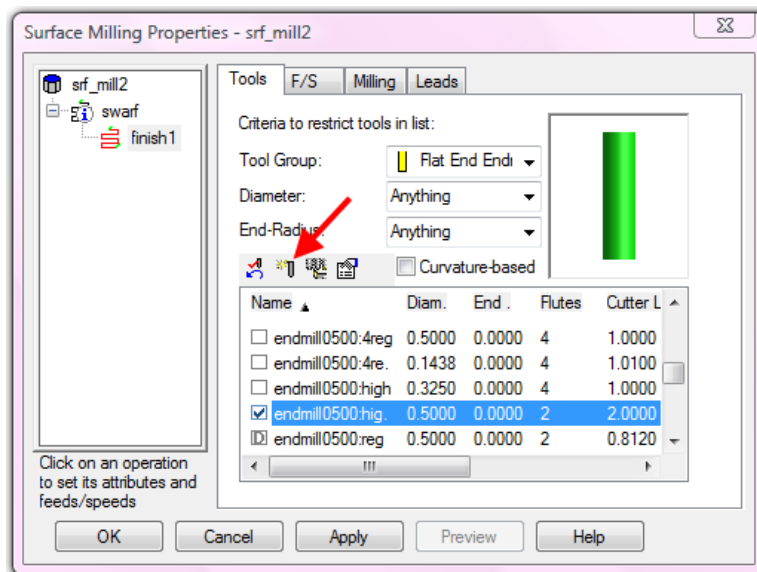 Surface Milling Properties - srf_mill2
srf_mill2
swarf
finish1
Click on an operation
to set its attributes and
feeds/speeds
Tools F/S Milling Leads
Criteria to restrict tools in list:
Tool Group: Flat End Endr
Diameter: Anything
End-Radius: Anything
Curvature-based
Name Diam. End . Flutes Cutter L
endmill0500:4reg 0.5000 0.0000 4 1.0000
endmill0500:4re. 0.1438 0.0000 4 1.0100
endmill0500:high 0.3250 0.0000 4 1.0000
endmill0500:hig. 0.5000 0.0000 2 2.0000
D endmill0500:reg 0.5000 0.0000 2 0.8120
OK Cancel Apply Preview Help